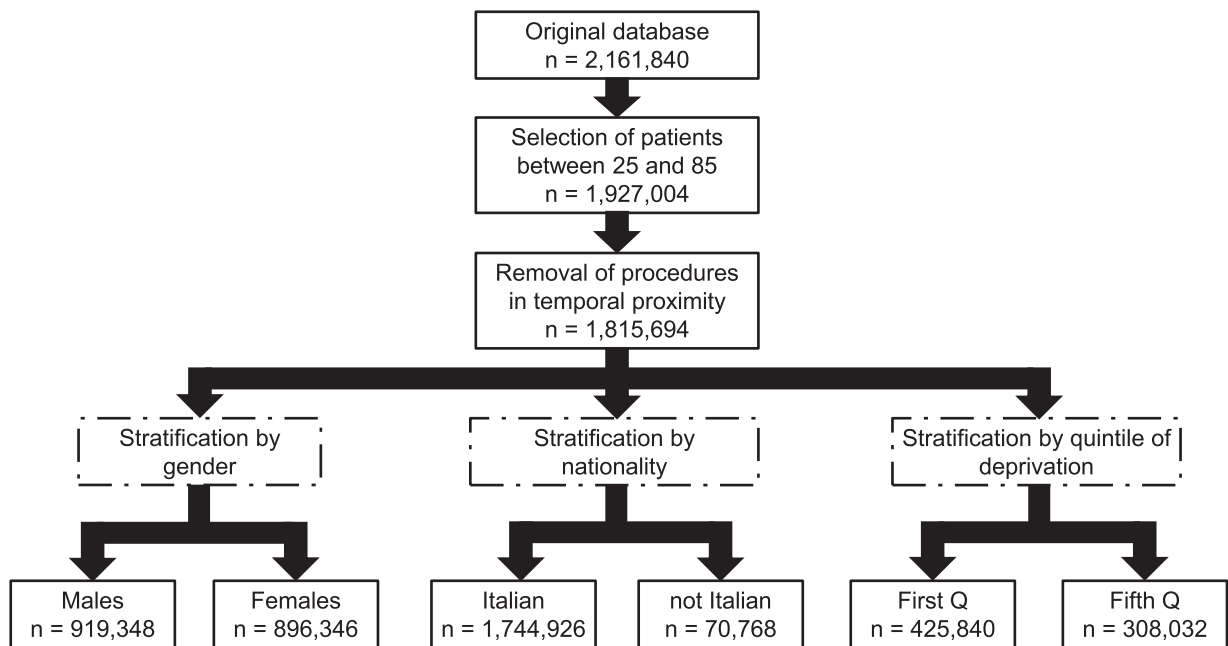 Original database
n = 2,161,840
Selection of patients
between 25 and 85
n = 1,927,004
Removal of procedures
in temporal proximity
n = 1,815,694
Stratification by
gender
Stratification by
nationality
Stratification by quintile of
deprivation
Males
n = 919,348
Females
n = 896,346
Italian
n = 1,744,926
not Italian
n = 70,768
First Q
n = 425,840
Fifth Q
n = 308,032